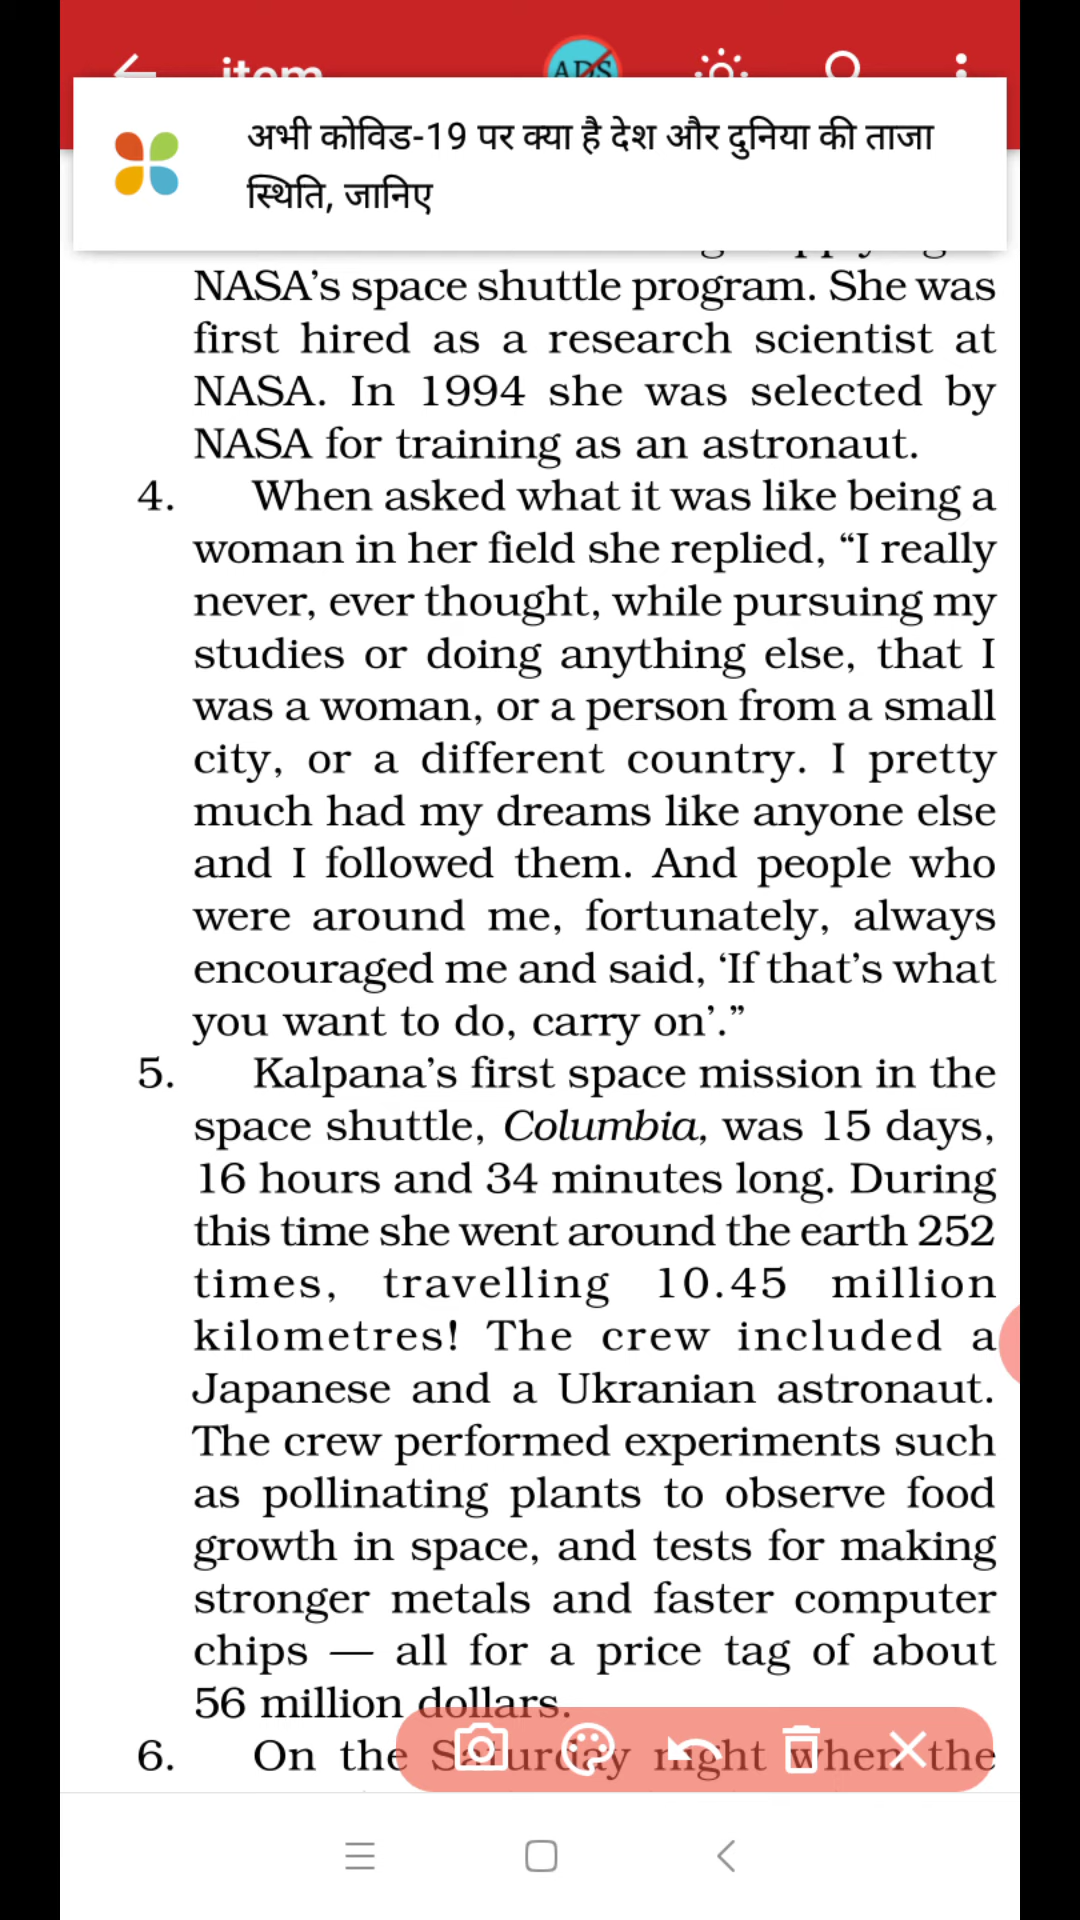 item
ADS
अभी कोविड-19 पर क्या है देश और दुनिया की ताजा
स्थिति, जानिए
NASA’s space shuttle program. She was
first hired as a research scientist at
NASA. In 1994 she was selected by
NASA for training as an astronaut.
4. When asked what it was like being a
woman in her field she replied, “I really
never, ever thought, while pursuing my
studies or doing anything else, that I
was a woman, or a person from a small
city, or a different country. I pretty
much had my dreams like anyone else
and I followed them. And people who
were around me, fortunately, always
encouraged me and said, ‘If that’s what
you want to do, carry on’.”
5. Kalpana’s first space mission in the
space shuttle, Columbia, was 15 days,
16 hours and 34 minutes long. During
this time she went around the earth 252
times, travelling 10.45 million
kilometres! The crew included a
Japanese and a Ukranian astronaut.
The crew performed experiments such
as pollinating plants to observe food
growth in space, and tests for making
stronger metals and faster computer
chips — all for a price tag of about
56 million dollars.
6. On the Saturday night when the